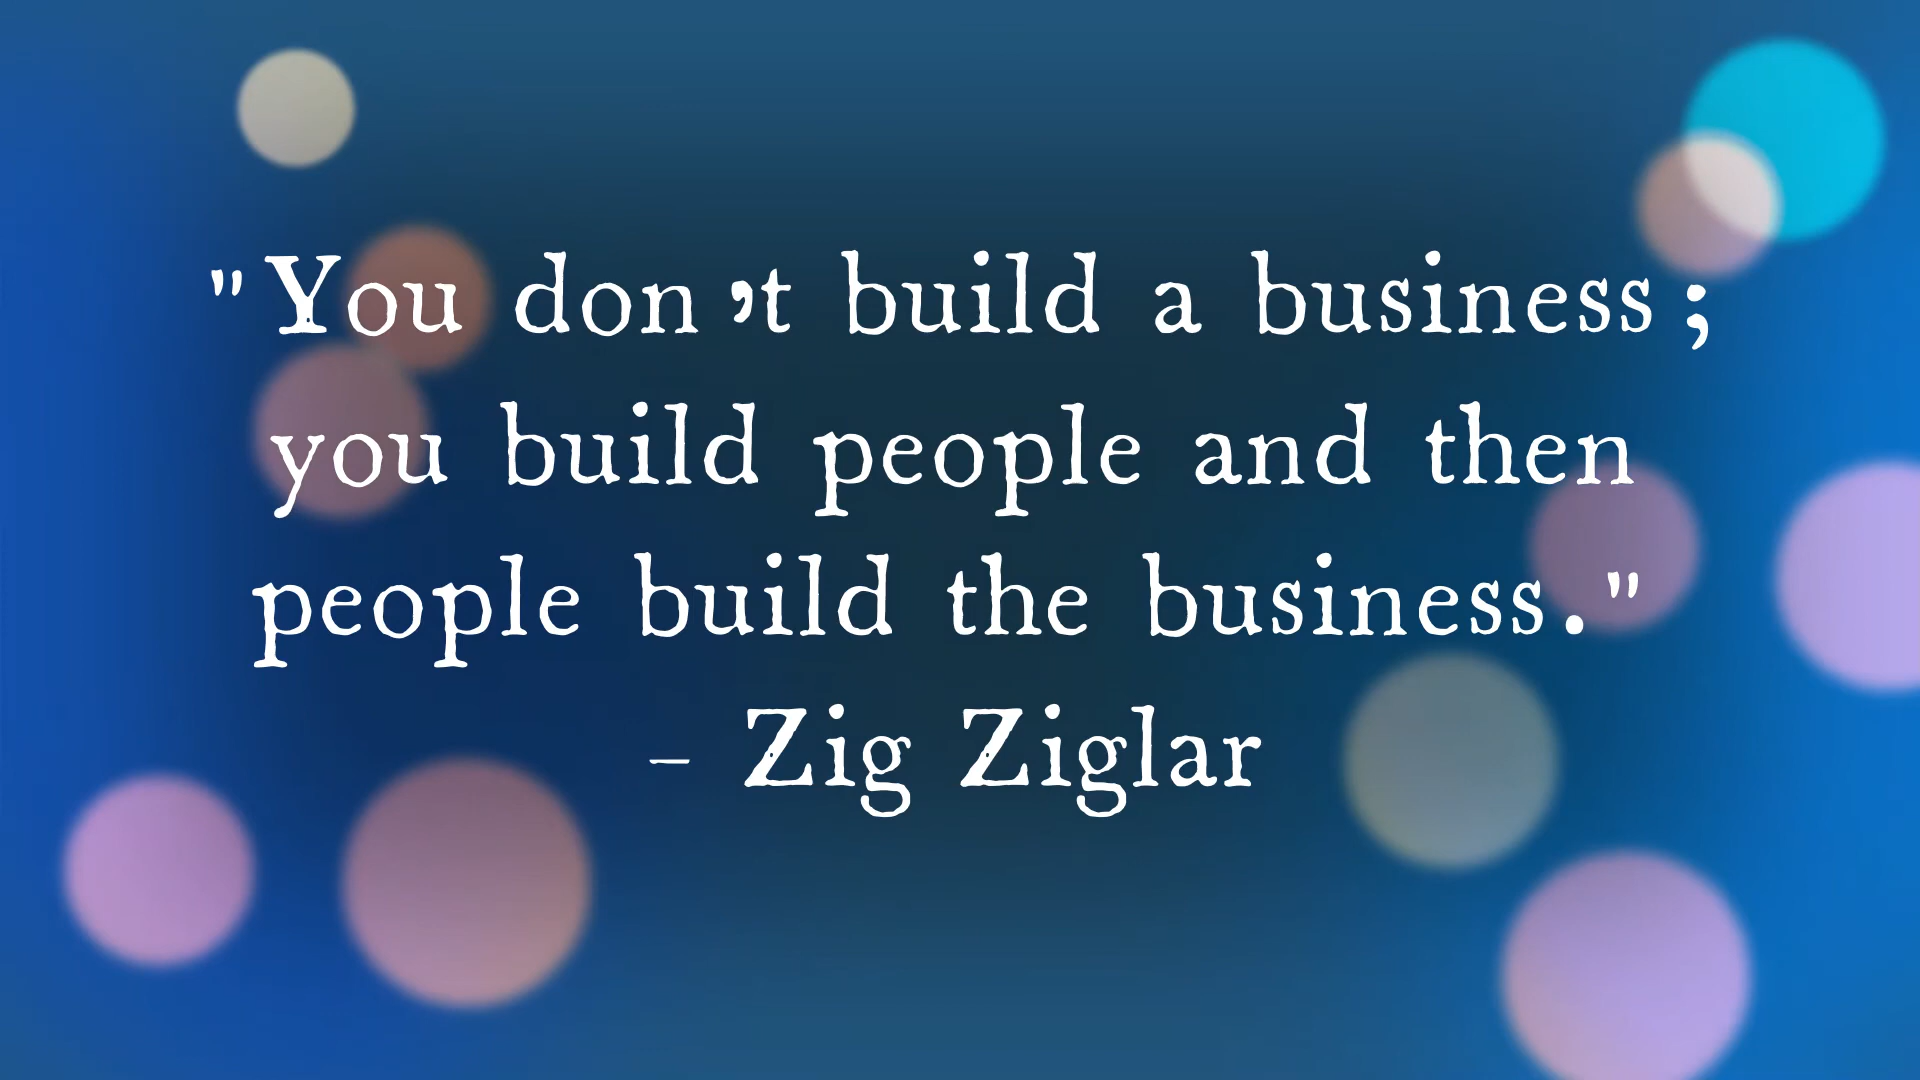 "You don't build a business;
you build people and then
people build the business."
- Zig Ziglar